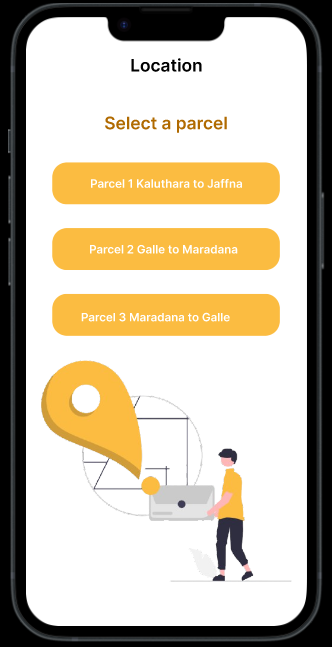 Location
Select a parcel
Parcel 1 Kaluthara to Jaffna
Parcel 2 Galle to Maradana
Parcel 3 Maradana to Galle